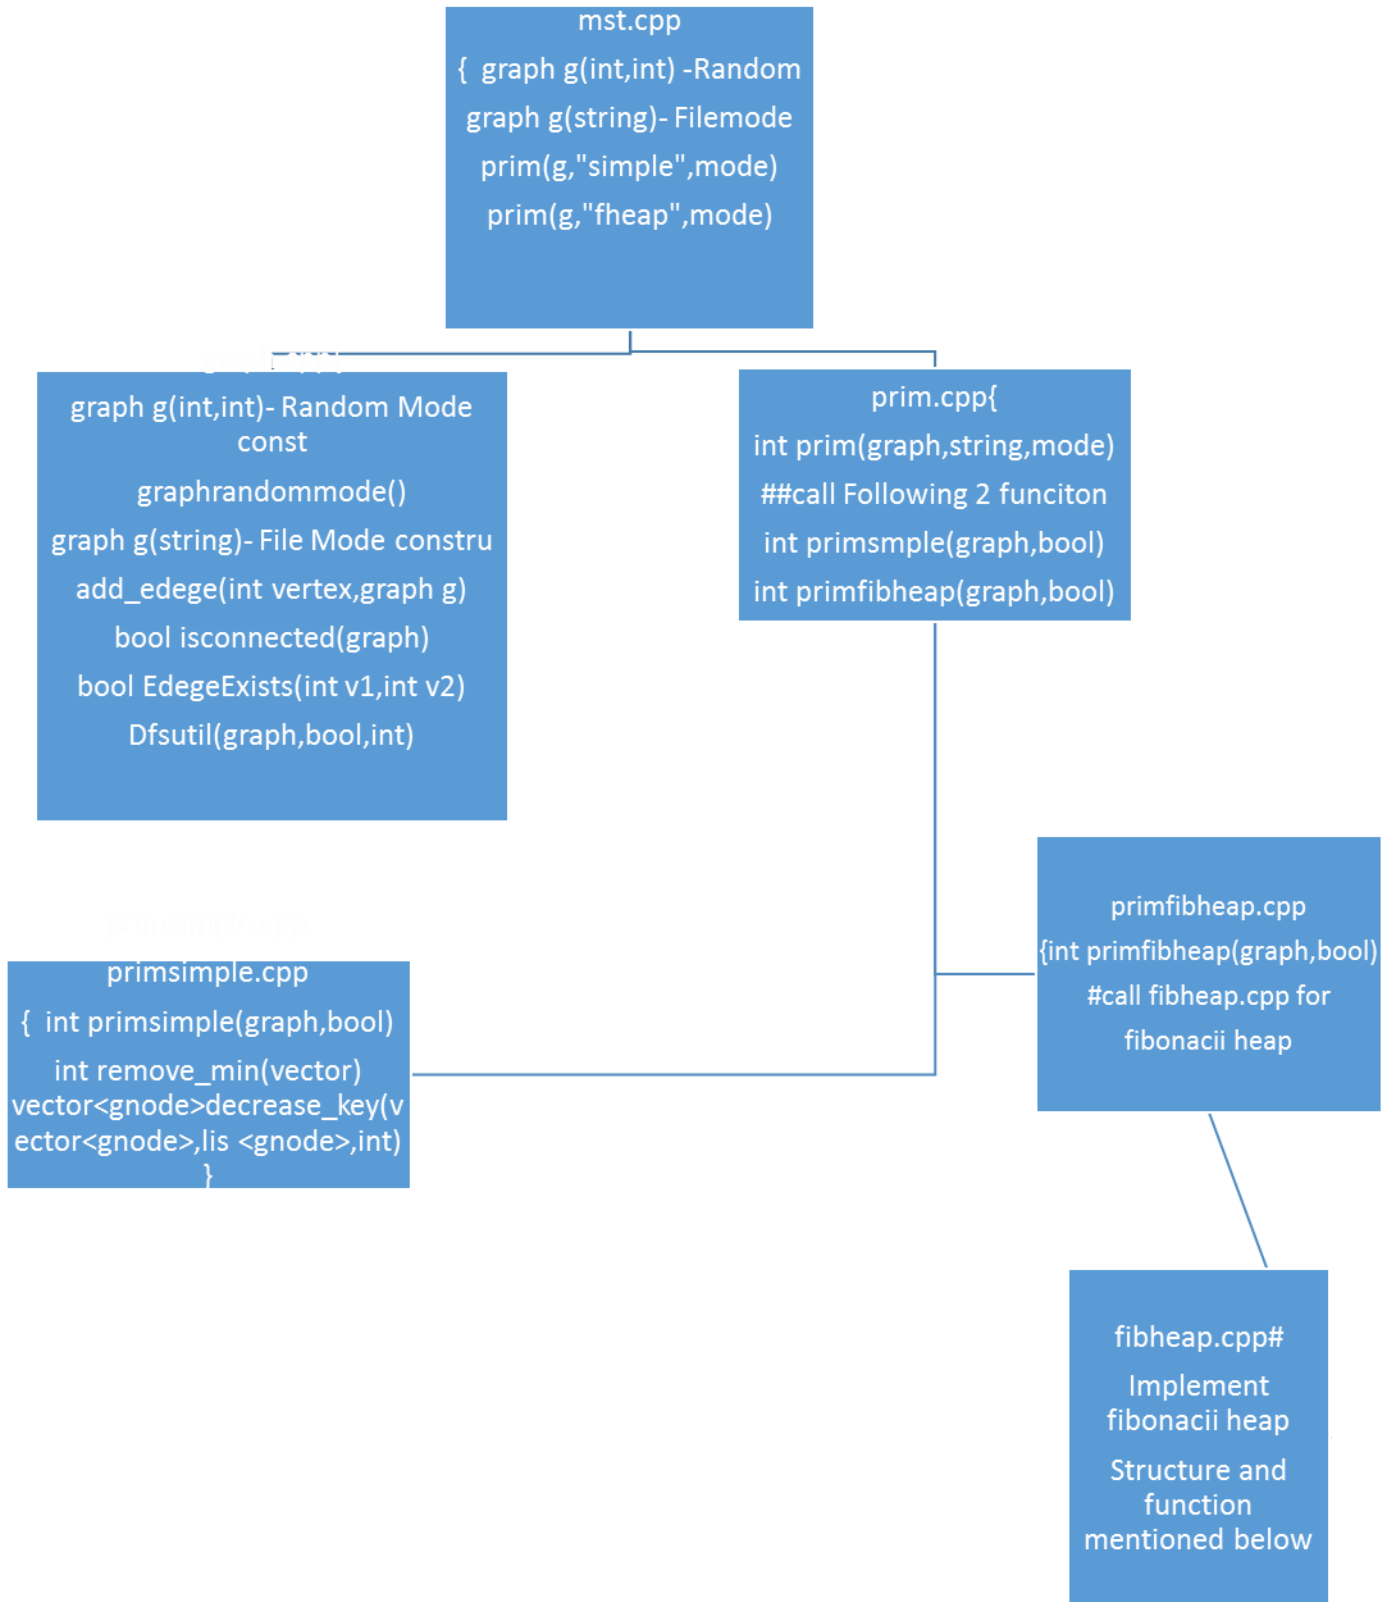 mst.cpp
{ graph g(int,int) -Random
graph g(string)- Filemode
prim(g,"simple",mode)
prim(g,"fheap",mode)
graph g(int,int)- Random Mode
const
graphrandommode()
graph g(string)- File Mode constru
add_edege(int vertex,graph g)
bool isconnected(graph)
bool EdegeExists(int v1,int v2)
Dfsutil(graph,bool,int)
prim.cpp{
int prim(graph,string,mode)
##call Following 2 funciton
int primsmple(graph,bool)
int primfibheap(graph,bool)
primsimple.cpp
{ int primsimple(graph,bool)
int remove_min(vector)
vector<gnode>decrease_key(v
ector<gnode>,lis <gnode>,int)
}
primfibheap.cpp
{int primfibheap(graph,bool)
#call fibheap.cpp for
fibonacii heap
fibheap.cpp#
Implement
fibonacii heap
Structure and
function
mentioned below